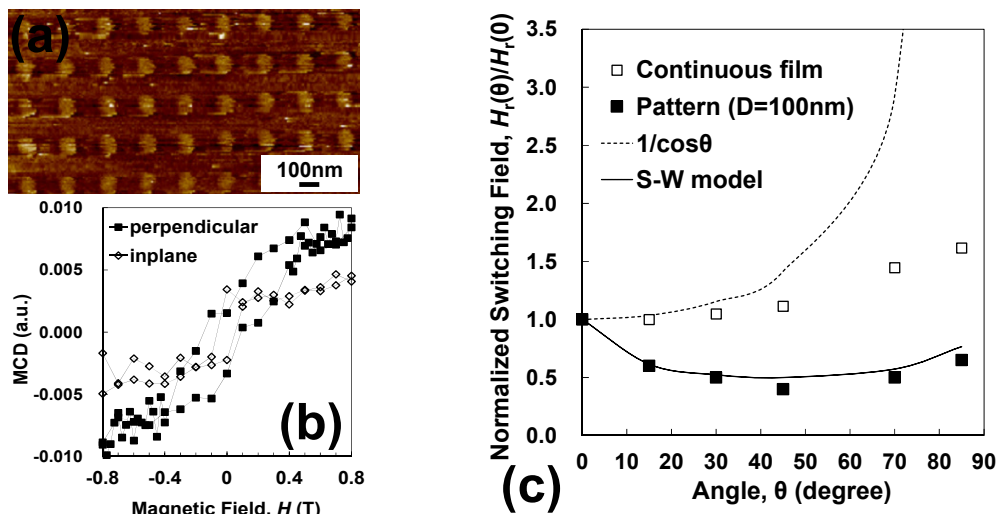 (a)
100nm
0.010
0.005
0.000
-0.005
-0.010
MCD (a.u.)
perpendicular
inplane
(b)
-0.8 -0.4 0 0.4 0.8
Magnetic Field, H (T)
Normalized Switching Field, Hr(θ)/Hr(0)
3.5
3.0
2.5
2.0
1.5
1.0
0.5
0.0
Continuous film
Pattern (D=100nm)
1/cosθ
S-W model
0 10 20 30 40 50 60 70 80 90
(c)
Angle, θ (degree)